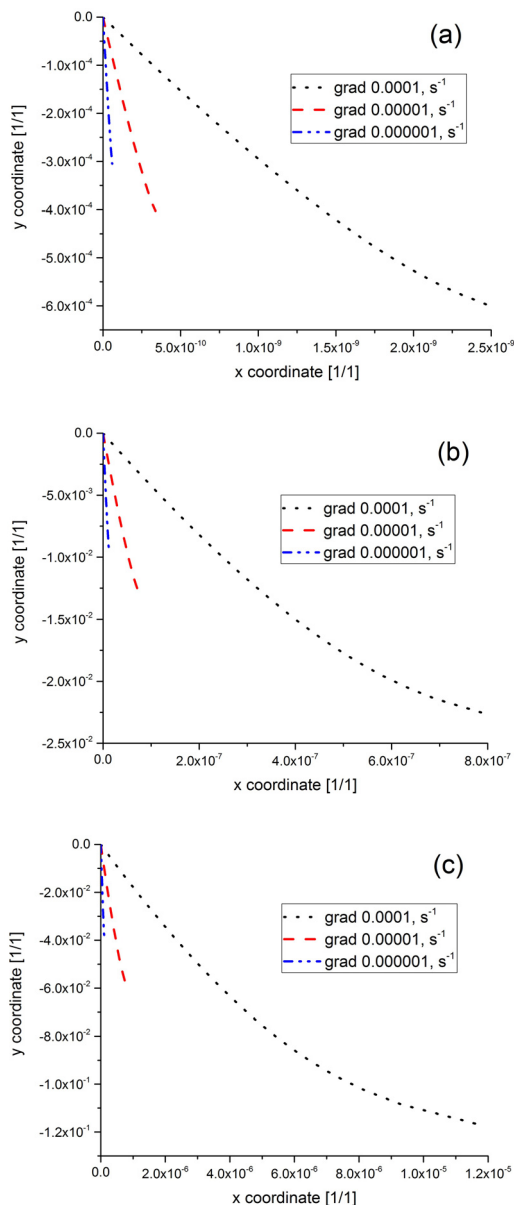 (a)
0.0
-1.0x10⁻⁴
-2.0x10⁻⁴
-3.0x10⁻⁴
-4.0x10⁻⁴
-5.0x10⁻⁴
-6.0x10⁻⁴
y coordinate [1/1]
grad 0.0001, s⁻¹
grad 0.00001, s⁻¹
grad 0.000001, s⁻¹
0.0 5.0x10⁻¹⁰ 1.0x10⁻⁹ 1.5x10⁻⁹ 2.0x10⁻⁹ 2.5x10⁻⁹
x coordinate [1/1]
(b)
0.0
-5.0x10⁻³
-1.0x10⁻²
-1.5x10⁻²
-2.0x10⁻²
-2.5x10⁻²
y coordinate [1/1]
grad 0.0001, s⁻¹
grad 0.00001, s⁻¹
grad 0.000001, s⁻¹
0.0 2.0x10⁻⁷ 4.0x10⁻⁷ 6.0x10⁻⁷ 8.0x10⁻⁷
x coordinate [1/1]
(c)
0.0
-2.0x10⁻²
-4.0x10⁻²
-6.0x10⁻²
-8.0x10⁻²
-1.0x10⁻¹
-1.2x10⁻¹
y coordinate [1/1]
grad 0.0001, s⁻¹
grad 0.00001, s⁻¹
grad 0.000001, s⁻¹
0.0 2.0x10⁻⁶ 4.0x10⁻⁶ 6.0x10⁻⁶ 8.0x10⁻⁶ 1.0x10⁻⁵ 1.2x10⁻⁵
x coordinate [1/1]